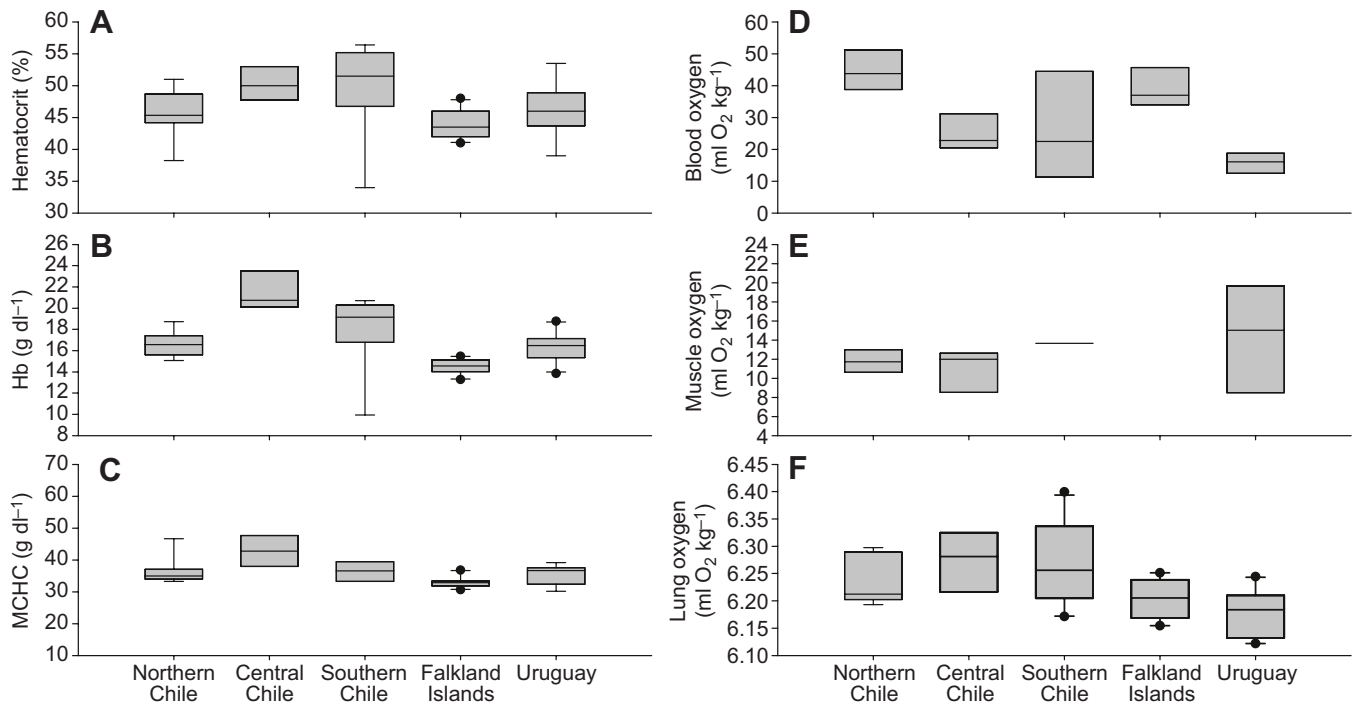 A
Hematocrit (%)
60
55
50
45
40
35
30
B
Hb (g dl–1)
26
24
22
20
18
16
14
12
10
8
C
MCHC (g dl–1)
70
60
50
40
30
20
10
Northern Chile
Central Chile
Southern Chile
Falkland Islands
Uruguay
D
Blood oxygen
(ml O2 kg–1)
60
50
40
30
20
10
0
E
Muscle oxygen
(ml O2 kg–1)
24
22
20
18
16
14
12
10
8
6
4
F
Lung oxygen
(ml O2 kg–1)
6.45
6.40
6.35
6.30
6.25
6.20
6.15
6.10
Northern Chile
Central Chile
Southern Chile
Falkland Islands
Uruguay